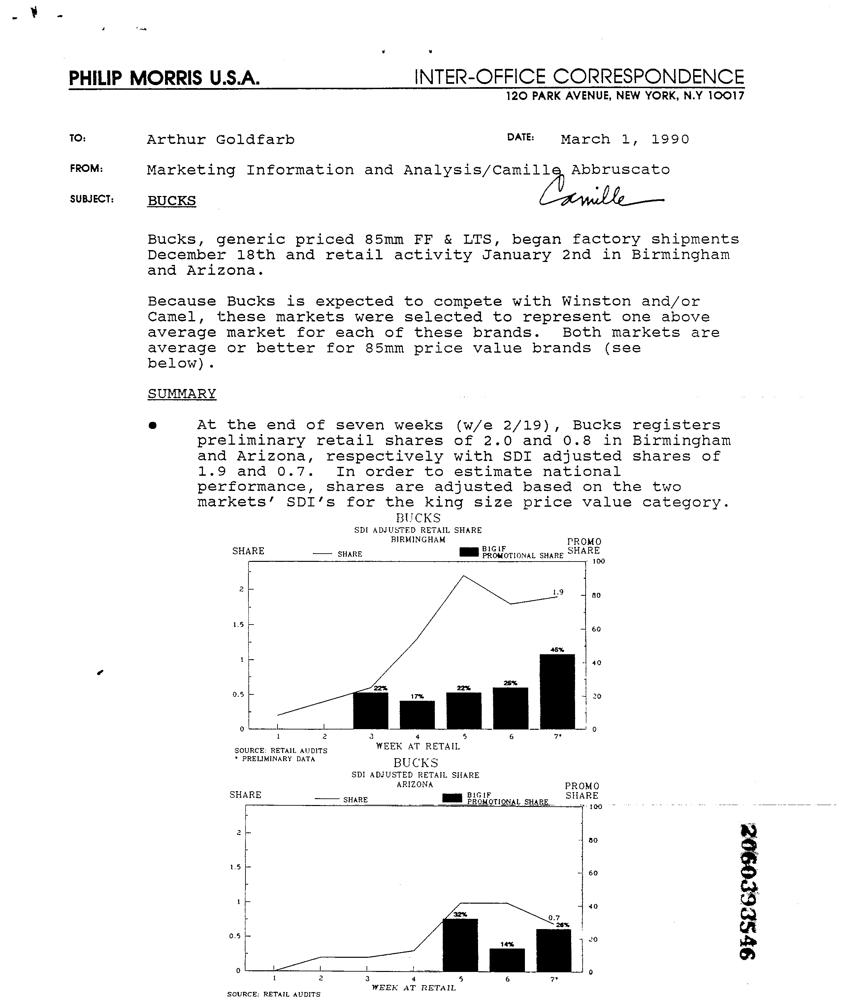 PHILIP MORRIS U.S.A. INTER-OFFICE CORRESPONDENCE
120 PARK AVENUE, NEW YORK, N.Y 10017
TO: Arthur Goldfarb DATE: March 1, 1990
FROM: Marketing Information and Analysis/Camille Abbruscato
Camille
SUBJECT: BUCKS
Bucks, generic priced 85mm FF & LTS, began factory shipments
December 18th and retail activity January 2nd in Birmingham
and Arizona.
Because Bucks is expected to compete with Winston and/or
Camel, these markets were selected to represent one above
average market for each of these brands. Both markets are
average or better for 85mm price value brands (see
below).
SUMMARY
● At the end of seven weeks (w/e 2/19), Bucks registers
preliminary retail shares of 2.0 and 0.8 in Birmingham
and Arizona, respectively with SDI adjusted shares of
1.9 and 0.7. In order to estimate national
performance, shares are adjusted based on the two
markets' SDI's for the king size price value category.
BUCKS
SDI ADJUSTED RETAIL SHARE
BIRMINGHAM
SHARE
SHARE
B1G1F
PROMOTIONAL SHARE
PROMO
SHARE
100
2
1.9
80
1.5
60
45%
1
40
0.5
22% 17% 22% 25%
20
0
0
1 2 3 4 5 6 7*
WEEK AT RETAIL
SOURCE: RETAIL AUDITS
* PRELIMINARY DATA
BUCKS
SDI ADJUSTED RETAIL SHARE
ARIZONA
SHARE
SHARE
B1G1F
PROMOTIONAL SHARE
PROMO
SHARE
100
2
80
1.5
60
1
40
32% 0.7
0.5
14%
20
0
0
1 2 3 4 5 6 7*
WEEK AT RETAIL
SOURCE: RETAIL AUDITS
2060393546